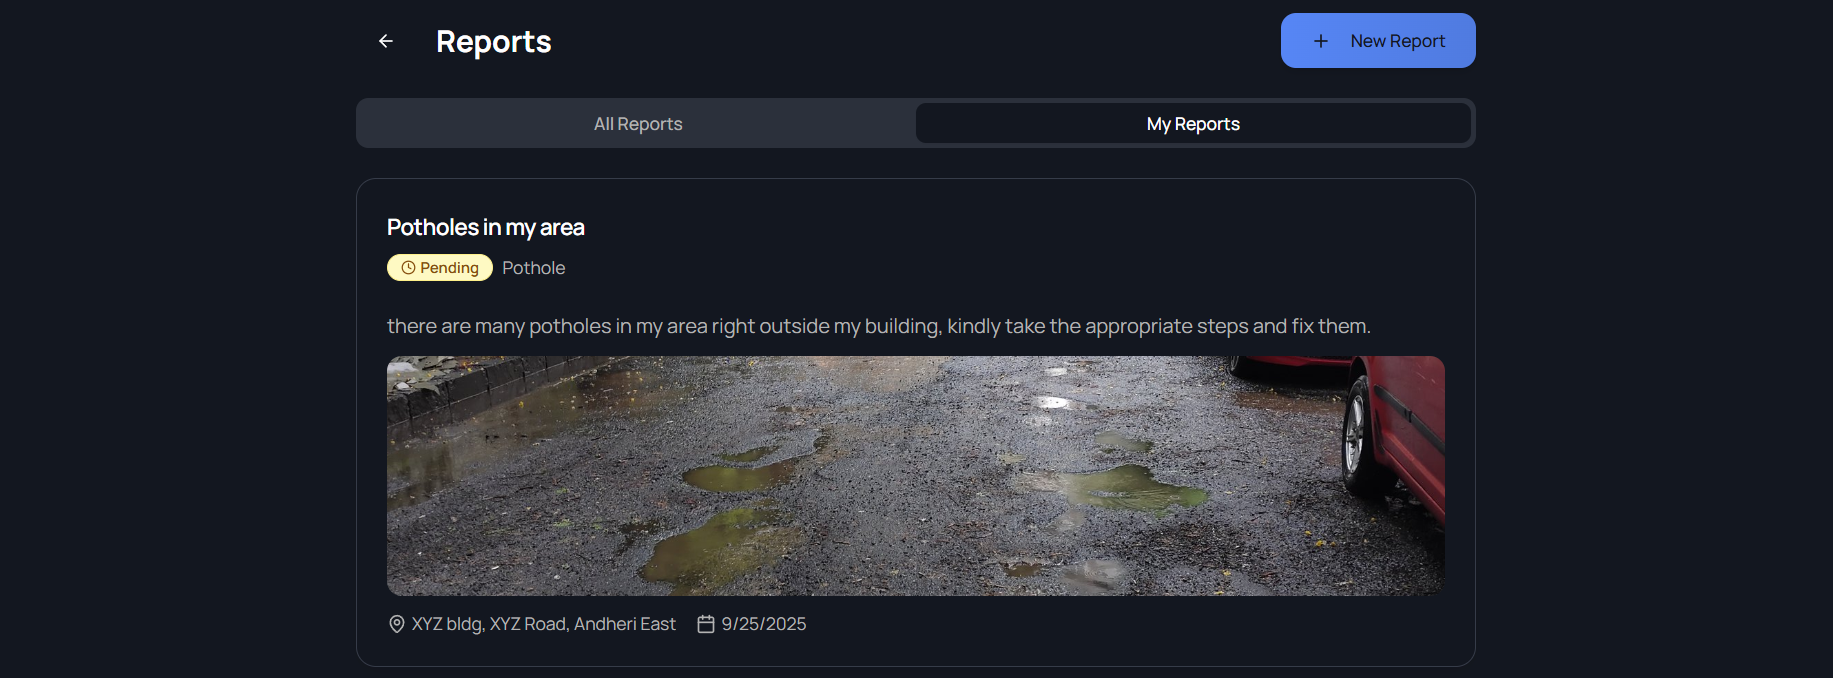 Reports
New Report
All Reports
My Reports
Potholes in my area
Pending
Pothole
there are many potholes in my area right outside my building, kindly take the appropriate steps and fix them.
XYZ bldg, XYZ Road, Andheri East
9/25/2025